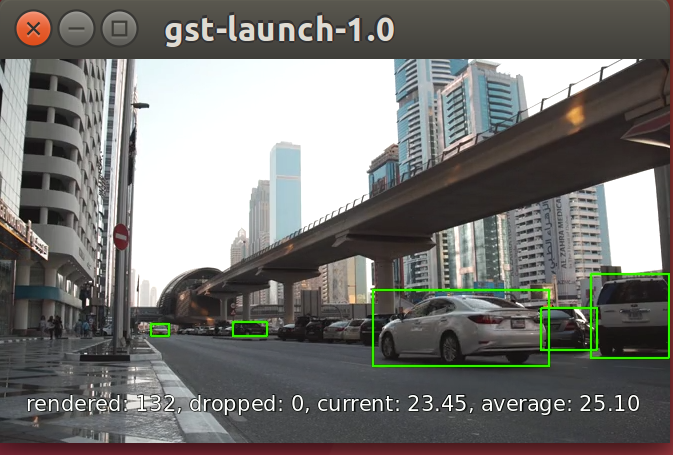 gst-launch-1.0
rendered: 132, dropped: 0, current: 23.45, average: 25.10